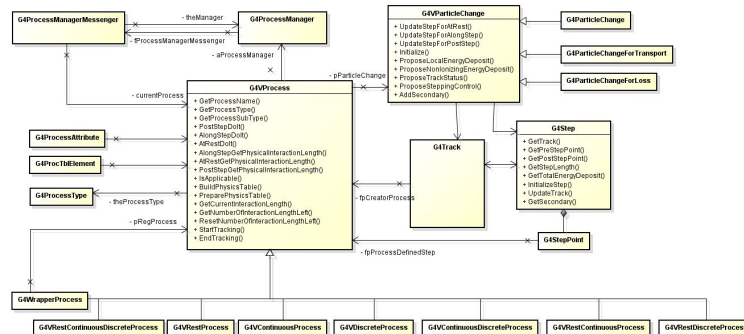 G4ProcessManagerMessenger
- theManager
- fProcessManagerMessenger
G4ProcessManager
- aProcessManager
G4VParticleChange
+ UpdateStepForAtRest()
+ UpdateStepForAlongStep()
+ UpdateStepForPostStep()
+ Initialize()
+ ProposeLocalEnergyDeposit()
+ ProposeNonIonizingEnergyDeposit()
+ ProposeTrackStatus()
+ ProposeSteppingControl()
+ AddSecondary()
G4ParticleChange
G4ParticleChangeForTransport
G4ParticleChangeForLoss
- currentProcess
- pParticleChange
G4VProcess
+ GetProcessName()
+ GetProcessType()
+ GetProcessSubType()
+ PostStepDoIt()
+ AlongStepDoIt()
+ AtRestDoIt()
+ AlongStepGetPhysicalInteractionLength()
+ AtRestGetPhysicalInteractionLength()
+ PostStepGetPhysicalInteractionLength()
+ IsApplicable()
+ BuildPhysicsTable()
+ PreparePhysicsTable()
+ GetCurrentInteractionLength()
+ GetNumberOfInteractionLengthLeft()
+ ResetNumberOfInteractionLengthLeft()
+ StartTracking()
+ EndTracking()
G4ProcessAttribute
G4ProcTblElement
G4ProcessType
- theProcessType
- pRegProcess
G4Track
- fpCreatorProcess
G4Step
+ GetTrack()
+ GetPreStepPoint()
+ GetPostStepPoint()
+ GetStepLength()
+ GetTotalEnergyDeposit()
+ InitializeStep()
+ UpdateTrack()
+ GetSecondary()
G4StepPoint
- fpProcessDefinedStep
G4WrapperProcess
G4VRestContinuousDiscreteProcess
G4VRestProcess
G4VContinuousProcess
G4VDiscreteProcess
G4VContinuousDiscreteProcess
G4VRestContinuousProcess
G4VRestDiscreteProces